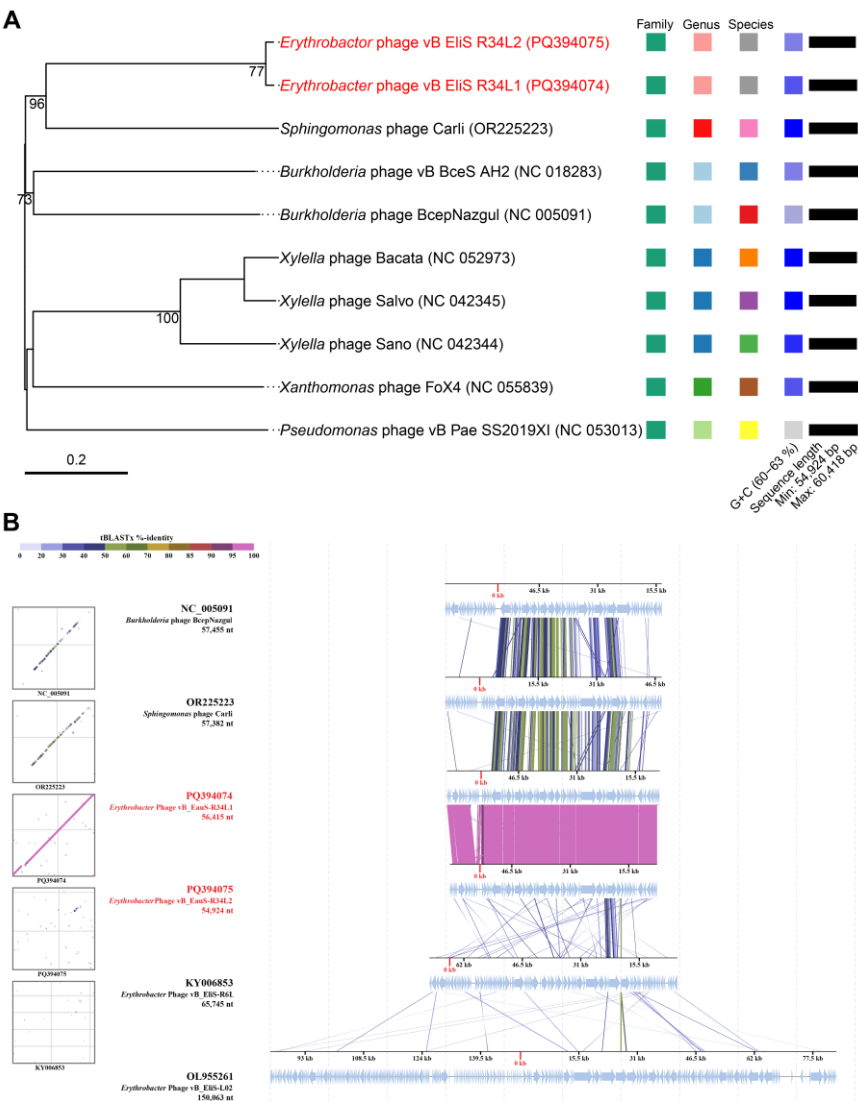 A
Family Genus Species
Erythrobactor phage vB EliS R34L2 (PQ394075)
77
Erythrobacter phage vB EliS R34L1 (PQ394074)
96
Sphingomonas phage Carli (OR225223)
Burkholderia phage vB BceS AH2 (NC 018283)
73
Burkholderia phage BcepNazgul (NC 005091)
Xylella phage Bacata (NC 052973)
Xylella phage Salvo (NC 042345)
100
Xylella phage Sano (NC 042344)
Xanthomonas phage FoX4 (NC 055839)
Pseudomonas phage vB Pae SS2019XI (NC 053013)
0.2
G+C (60–63 %)
Sequence length
Min: 54,924 bp
Max: 60,418 bp
B
tBLASTx %-identity
0 20 30 40 50 60 70 80 85 90 95 100
0 kb 46.5 kb 31 kb 15.5 kb
NC_005091
Burkholderia phage BcepNazgul
57,455 nt
0 kb 15.5 kb 31 kb 46.5 kb
NC_005091
OR225223
Sphingomonas phage Carli
57,382 nt
0 kb 46.5 kb 31 kb 15.5 kb
OR225223
PQ394074
Erythrobacter Phage vB_EauS-R34L1
56,415 nt
0 kb 46.5 kb 31 kb 15.5 kb
PQ394074
PQ394075
Erythrobacter Phage vB_EauS-R34L2
54,924 nt
0 kb 62 kb 46.5 kb 31 kb 15.5 kb
PQ394075
KY006853
Erythrobacter Phage vB_EliS-R6L
65,745 nt
93 kb 108.5 kb 124 kb 139.5 kb 0 kb 15.5 kb 31 kb 46.5 kb 62 kb 77.5 kb
KY006853
OL955261
Erythrobacter Phage vB_EliS-L02
150,063 nt